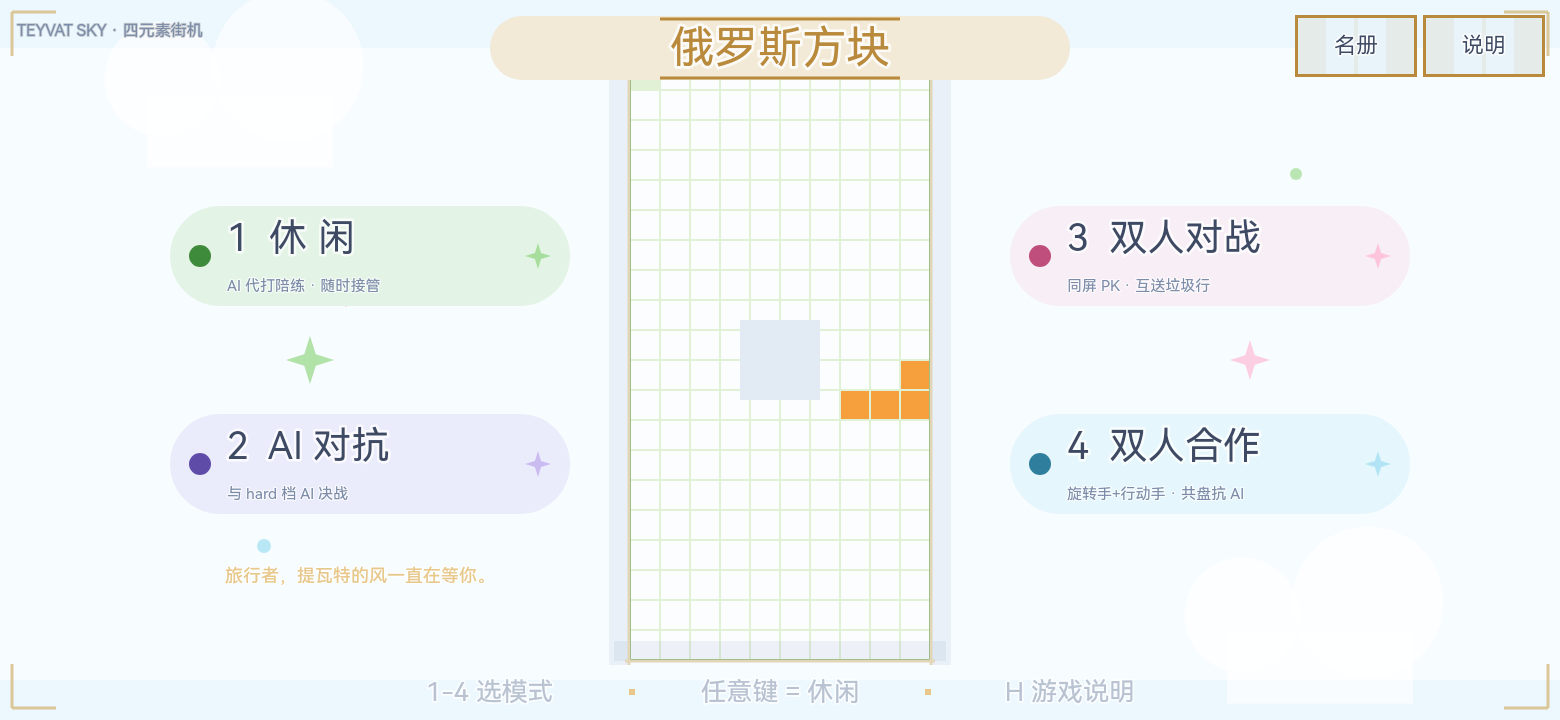 TEYVAT SKY · 四元素街机
俄罗斯方块
名册
说明
1 休 闲
AI 代打陪练 · 随时接管
2 AI 对抗
与 hard 档 AI 决战
旅行者，提瓦特的风一直在等你。
3 双人对战
同屏 PK · 互送垃圾行
4 双人合作
旋转手+行动手 · 共盘抗 AI
1-4 选模式
任意键 = 休闲
H 游戏说明